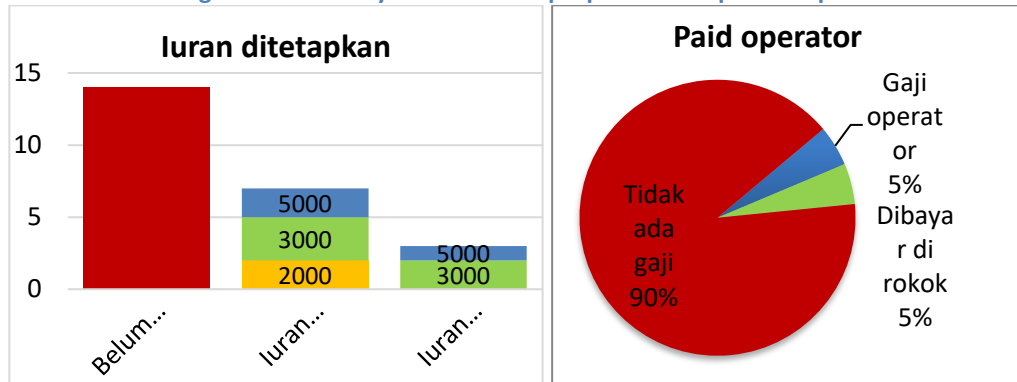 Iuran ditetapkan
15
10
5
0
5000
3000
2000
5000
3000
Belum...
Iuran...
Iuran...
Paid operator
Gaji
operat
or
5%
Dibaya
r di
rokok
5%
Tidak
ada
gaji
90%